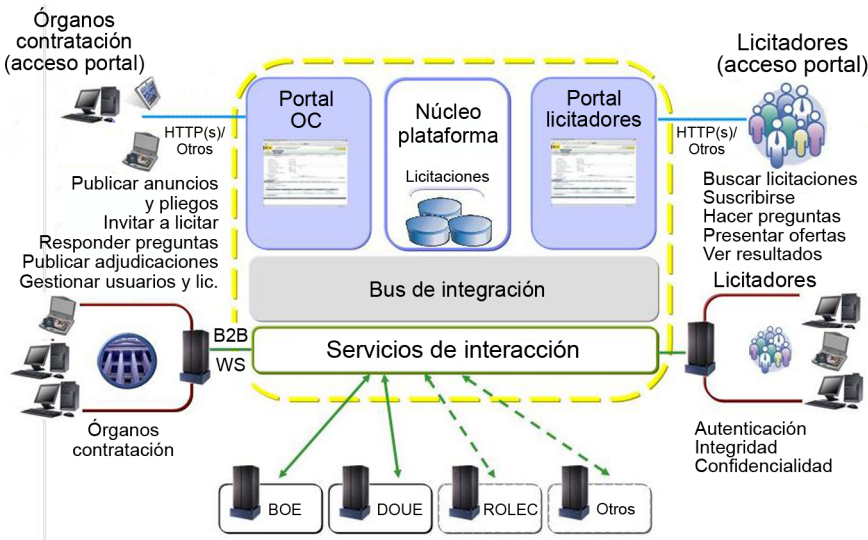 Órganos
contratación
(acceso portal)
HTTP(s)/
Otros
Publicar anuncios
y pliegos
Invitar a licitar
Responder preguntas
Publicar adjudicaciones
Gestionar usuarios y lic.
Portal
OC
Núcleo
plataforma
Licitaciones
Portal
licitadores
Licitadores
(acceso portal)
HTTP(s)/
Otros
Buscar licitaciones
Suscribirse
Hacer preguntas
Presentar ofertas
Ver resultados
Licitadores
Bus de integración
B2B
WS
Servicios de interacción
Órganos
contratación
Autenticación
Integridad
Confidencialidad
BOE
DOUE
ROLEC
Otros